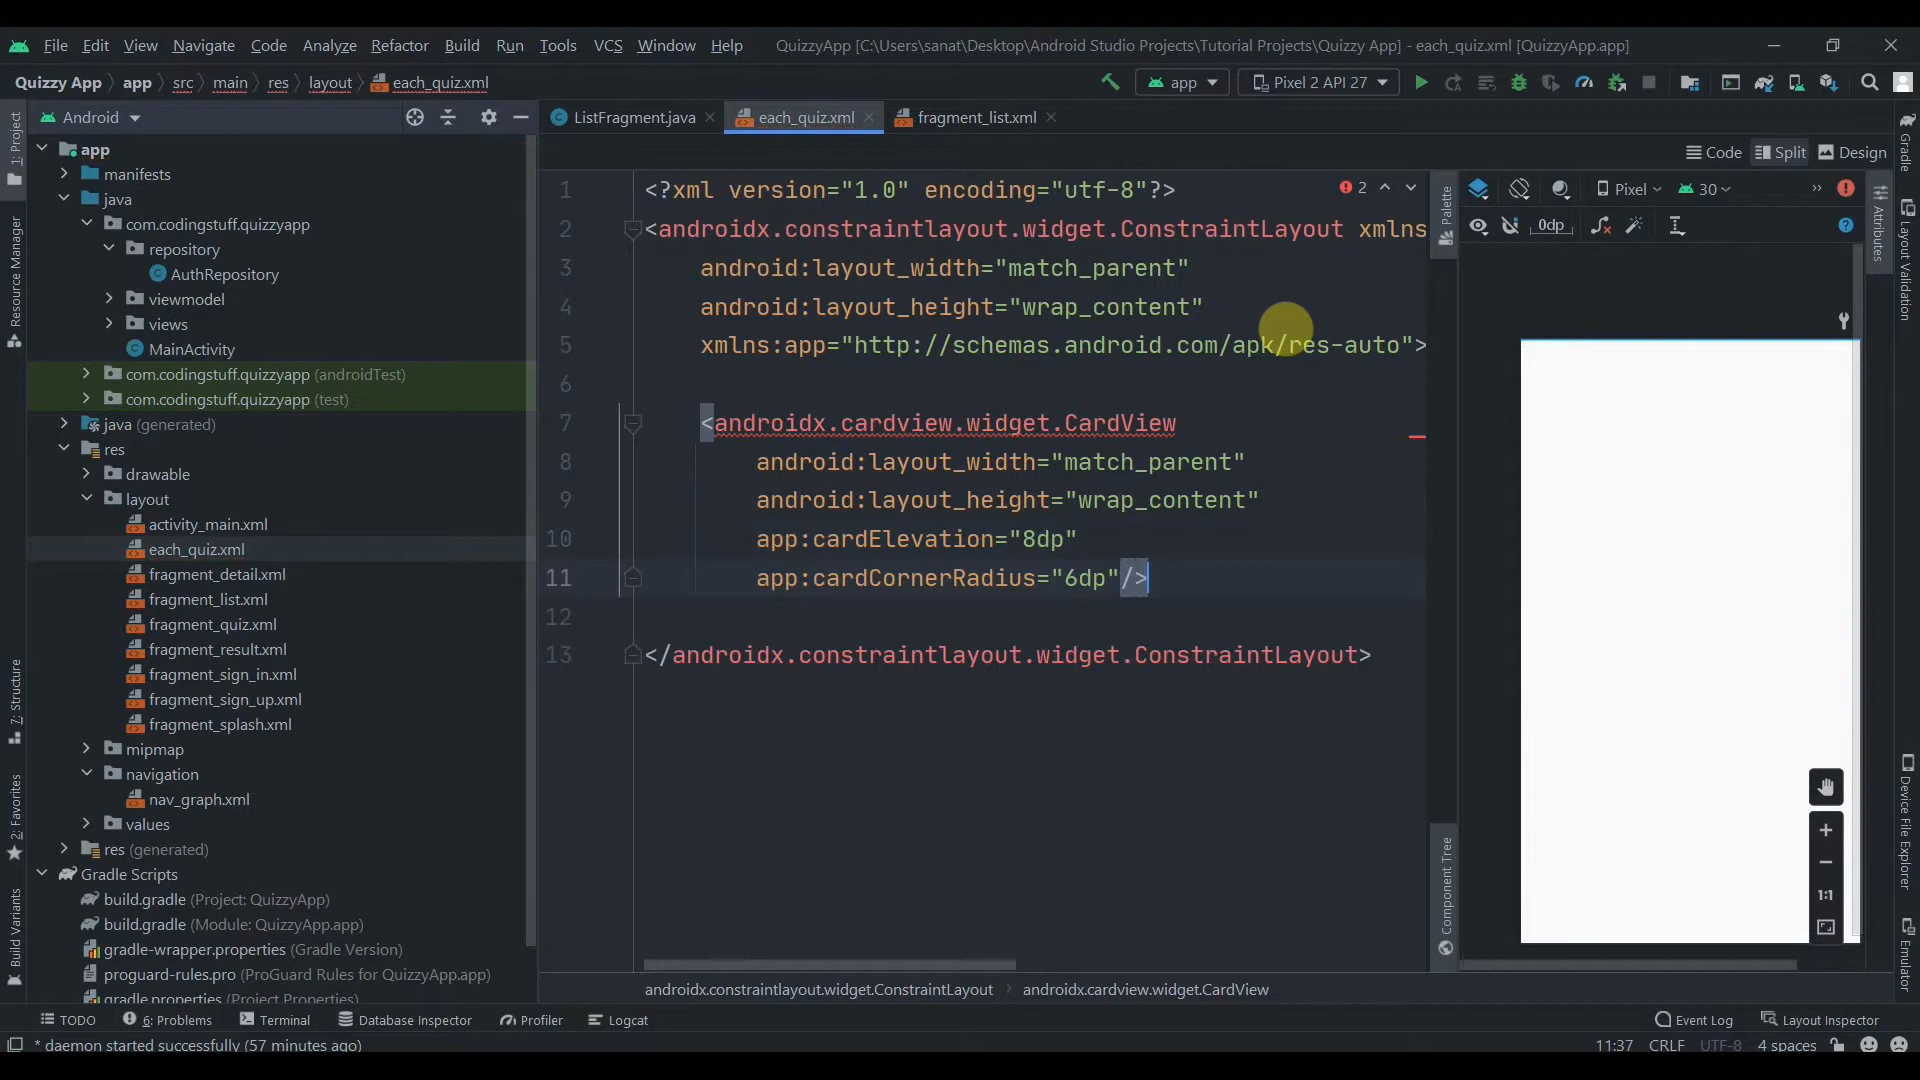 File Edit View Navigate Code Analyze Refactor Build Run Tools VCS Window Help QuizzyApp [C:\Users\sanat\Desktop\Android Studio Projects\Tutorial Projects\Quizzy App] - each_quiz.xml [QuizzyApp.app]
Quizzy App app src main res layout each_quiz.xml app Pixel 2 API 27
Android
ListFragment.java each_quiz.xml fragment_list.xml
Code Split Design
1: Project
Resource Manager
7: Structure
2: Favorites
Build Variants
app
manifests
java
com.codingstuff.quizzyapp
repository
AuthRepository
viewmodel
views
MainActivity
com.codingstuff.quizzyapp (androidTest)
com.codingstuff.quizzyapp (test)
java (generated)
res
drawable
layout
activity_main.xml
each_quiz.xml
fragment_detail.xml
fragment_list.xml
fragment_quiz.xml
fragment_result.xml
fragment_sign_in.xml
fragment_sign_up.xml
fragment_splash.xml
mipmap
navigation
nav_graph.xml
values
res (generated)
Gradle Scripts
build.gradle (Project: QuizzyApp)
build.gradle (Module: QuizzyApp.app)
gradle-wrapper.properties (Gradle Version)
proguard-rules.pro (ProGuard Rules for QuizzyApp.app)
gradle.properties (Project Properties)
1 <?xml version="1.0" encoding="utf-8"?>
2 <androidx.constraintlayout.widget.ConstraintLayout xmlns
3 android:layout_width="match_parent"
4 android:layout_height="wrap_content"
5 xmlns:app="http://schemas.android.com/apk/res-auto">
6
7 <androidx.cardview.widget.CardView
8 android:layout_width="match_parent"
9 android:layout_height="wrap_content"
10 app:cardElevation="8dp"
11 app:cardCornerRadius="6dp"/>
12
13 </androidx.constraintlayout.widget.ConstraintLayout>
2
androidx.constraintlayout.widget.ConstraintLayout androidx.cardview.widget.CardView
Palette
Component Tree
Pixel 30
0dp
1:1
Attributes
Gradle
Layout Validation
Device File Explorer
Emulator
TODO 6: Problems Terminal Database Inspector Profiler Logcat Event Log Layout Inspector
* daemon started successfully (57 minutes ago) 11:37 CRLF UTF-8 4 spaces